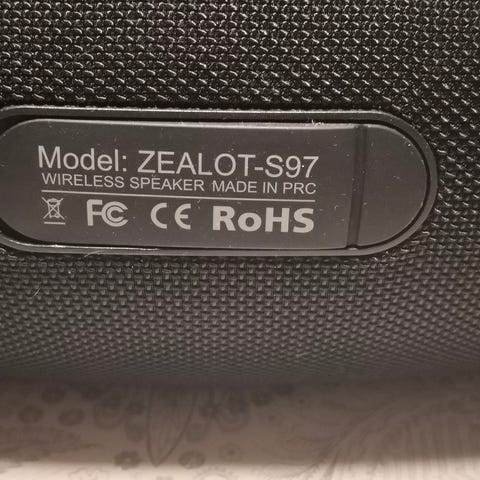 Model: ZEALOT-S97
WIRELESS SPEAKER MADE IN PRC
FC CE RoHS